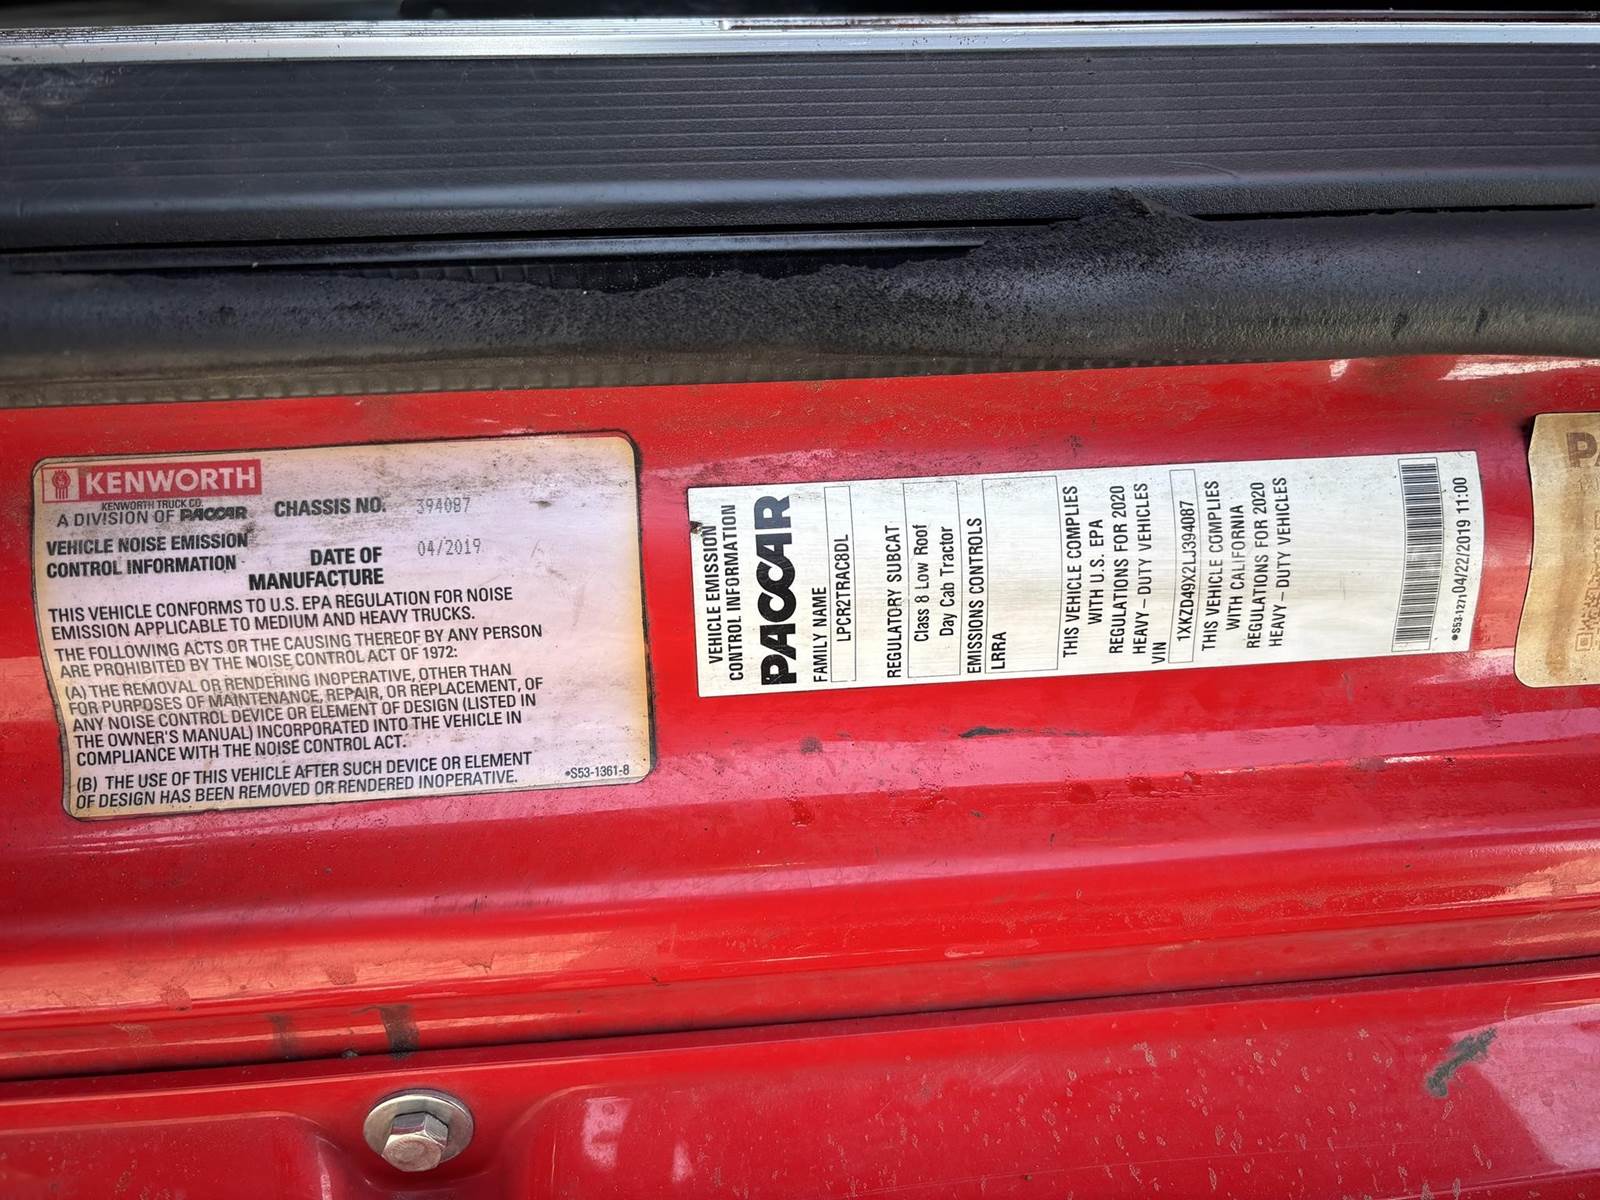 KENWORTH
KENWORTH TRUCK CO.
A DIVISION OF PACCAR
CHASSIS NO. 394087
VEHICLE NOISE EMISSION
CONTROL INFORMATION
DATE OF
MANUFACTURE
04/2019
THIS VEHICLE CONFORMS TO U.S. EPA REGULATION FOR NOISE
EMISSION APPLICABLE TO MEDIUM AND HEAVY TRUCKS.
THE FOLLOWING ACTS OR THE CAUSING THEREOF BY ANY PERSON
ARE PROHIBITED BY THE NOISE CONTROL ACT OF 1972:
(A) THE REMOVAL OR RENDERING INOPERATIVE, OTHER THAN
FOR PURPOSES OF MAINTENANCE, REPAIR, OR REPLACEMENT, OF
ANY NOISE CONTROL DEVICE OR ELEMENT OF DESIGN (LISTED IN
THE OWNER'S MANUAL) INCORPORATED INTO THE VEHICLE IN
COMPLIANCE WITH THE NOISE CONTROL ACT.
(B) THE USE OF THIS VEHICLE AFTER SUCH DEVICE OR ELEMENT
OF DESIGN HAS BEEN REMOVED OR RENDERED INOPERATIVE.
•S53-1361-8
VEHICLE EMISSION
CONTROL INFORMATION
PACCAR
FAMILY NAME
LPCR2TRAC8DL
REGULATORY SUBCAT
Class 8 Low Roof
Day Cab Tractor
EMISSIONS CONTROLS
LRRA
THIS VEHICLE COMPLIES
WITH U.S. EPA
REGULATIONS FOR 2020
HEAVY-DUTY VEHICLES
VIN
1XKZD49X2LJ394087
THIS VEHICLE COMPLIES
WITH CALIFORNIA
REGULATIONS FOR 2020
HEAVY-DUTY VEHICLES
•S53-1271 04/22/2019 11:00